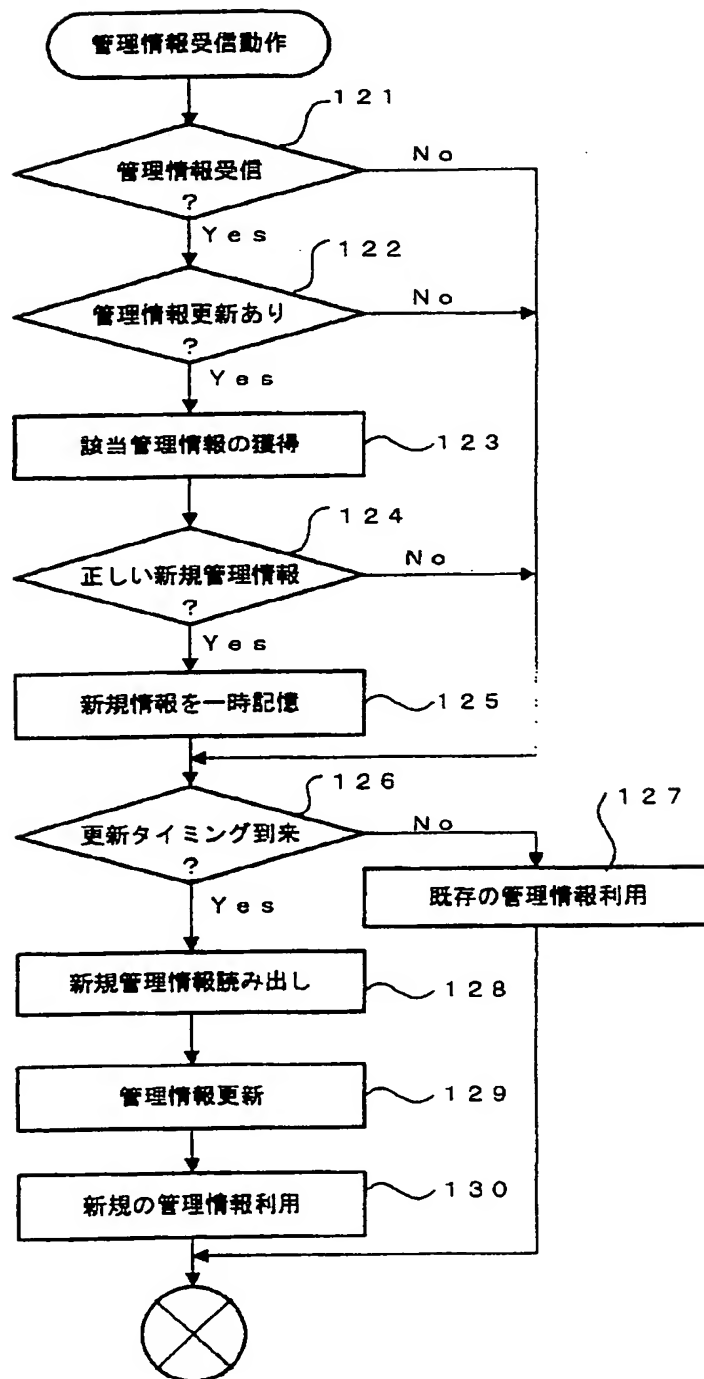 管理情報受信動作
121
管理情報受信
?
No
Yes
122
管理情報更新あり
?
No
Yes
該当管理情報の獲得
123
124
正しい新規管理情報
?
No
Yes
新規情報を一時記憶
125
126
更新タイミング到来
?
No
127
Yes
既存の管理情報利用
新規管理情報読み出し
128
管理情報更新
129
新規の管理情報利用
130